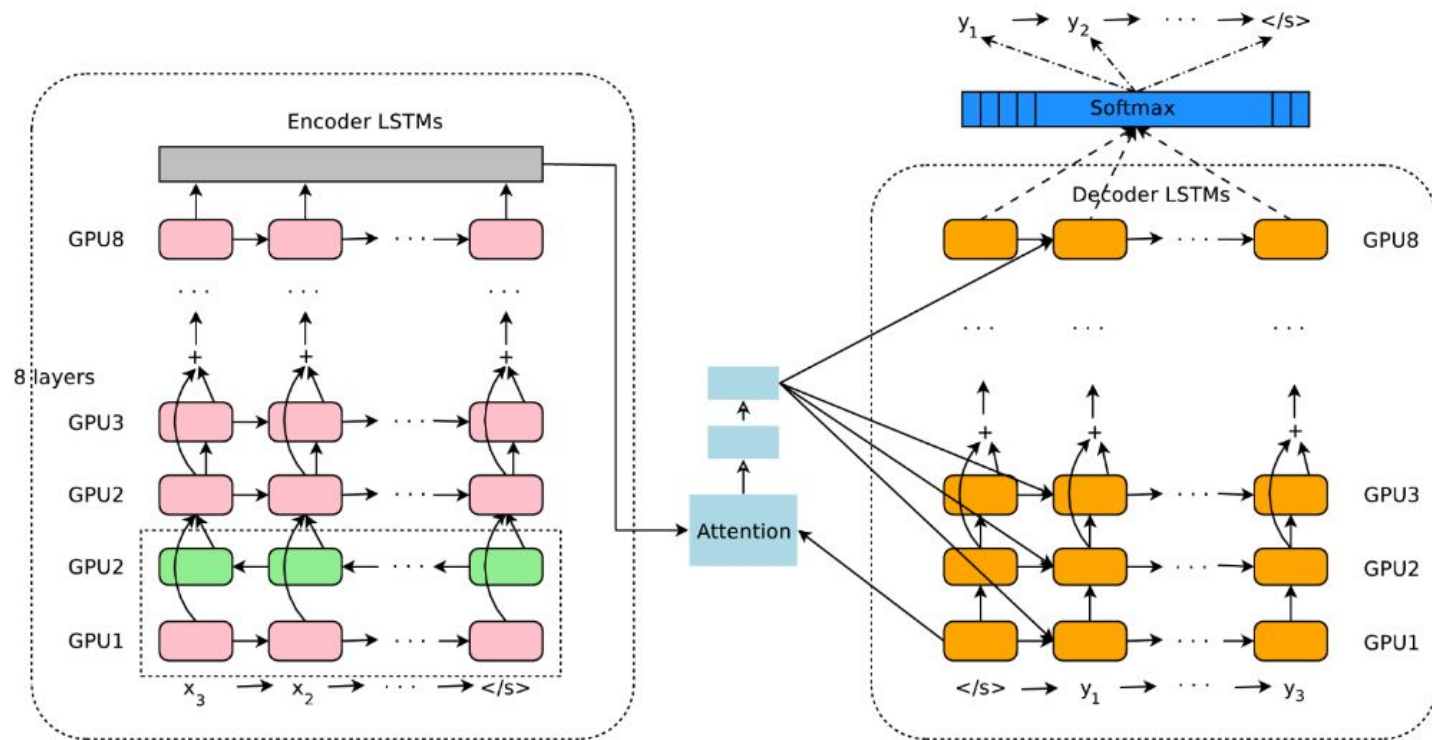 y1 y2 ... </s>
Softmax
Encoder LSTMs
Decoder LSTMs
GPU8 ...
GPU8
...
...
8 layers
+ + +
GPU3 ...
+ + +
GPU2 ...
GPU3
Attention
GPU2 ...
GPU2
GPU1 ...
GPU1
x3 x2 ... </s>
</s> y1 ... y3